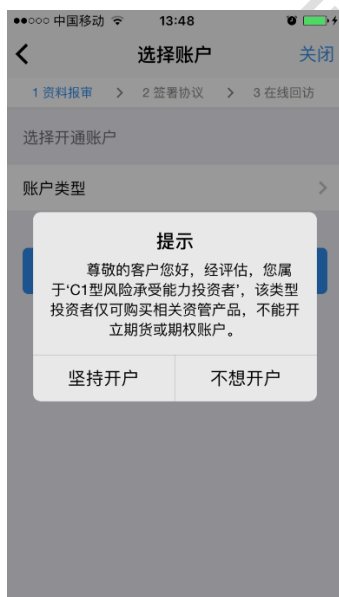 ●●○○○ 中国移动 13:48
选择账户 关闭
1 资料报审 > 2 签署协议 > 3 在线回访
选择开通账户
账户类型 >
提示
尊敬的客户您好，经评估，您属
于‘C1型风险承受能力投资者’，该类型
投资者仅可购买相关资管产品，不能开
立期货或期权账户。
坚持开户 不想开户